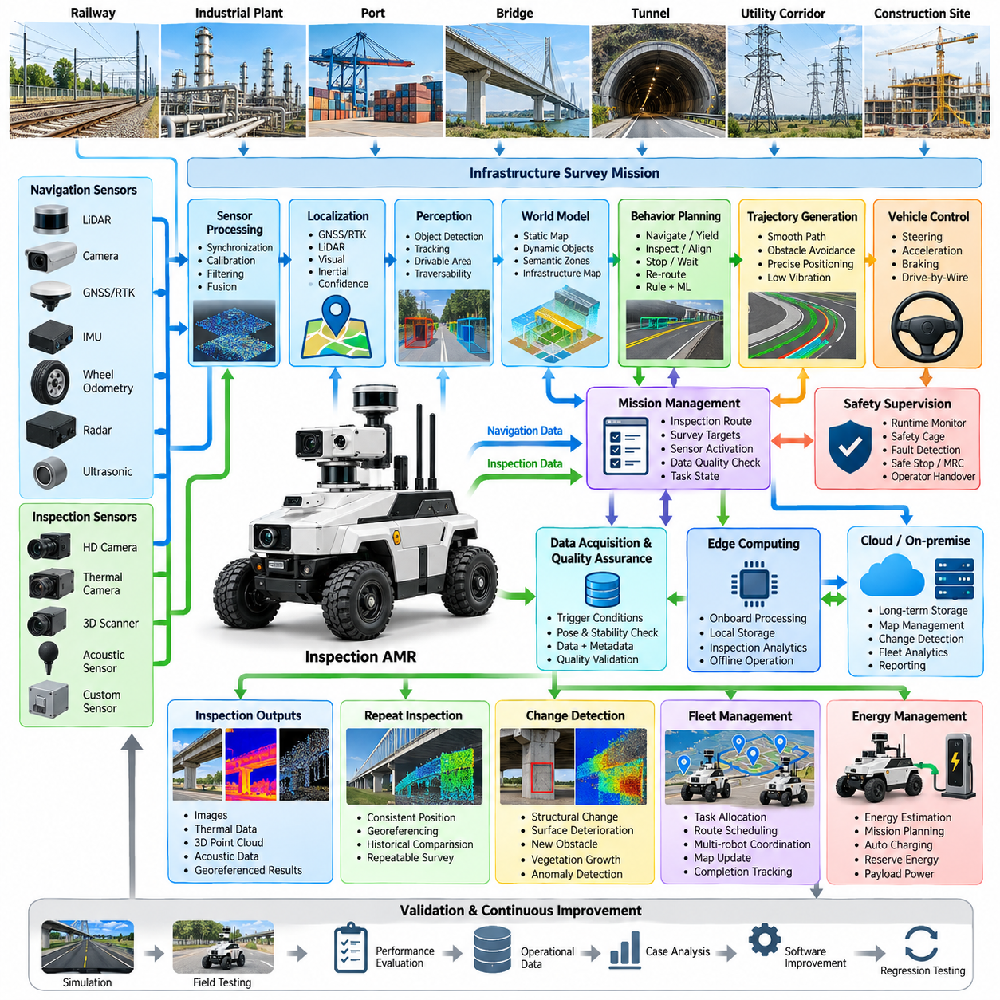 Railway
Industrial Plant
Port
Bridge
Tunnel
Utility Corridor
Construction Site
Infrastructure Survey Mission
Navigation Sensors
LiDAR
Camera
GNSS/RTK
IMU
Wheel
Odometry
Radar
Ultrasonic
Inspection Sensors
HD Camera
Thermal
Camera
3D Scanner
Acoustic
Sensor
Custom
Sensor
Sensor
Processing
• Synchronization
• Calibration
• Filtering
• Fusion
Localization
• GNSS/RTK
• LiDAR
• Visual
• Inertial
• Confidence
Perception
• Object Detection
• Tracking
• Drivable Area
• Traversability
World Model
• Static Map
• Dynamic Objects
• Semantic Zones
• Infrastructure Map
Behavior Planning
• Navigate / Yield
• Inspect / Align
• Stop / Wait
• Re-route
• Rule + ML
Trajectory Generation
• Smooth Path
• Obstacle Avoidance
• Precise Positioning
• Low Vibration
Vehicle Control
• Steering
• Acceleration
• Braking
• Drive-by-Wire
Navigation Data
Inspection Data
Inspection AMR
Mission Management
• Inspection Route
• Survey Targets
• Sensor Activation
• Data Quality Check
• Task State
Safety Supervision
• Runtime Monitor
• Safety Cage
• Fault Detection
• Safe Stop / MRC
• Operator Handover
Data Acquisition &
Quality Assurance
• Trigger Conditions
• Pose & Stability Check
• Data + Metadata
• Quality Validation
Edge Computing
• Onboard Processing
• Local Storage
• Inspection Analytics
• Offline Operation
Cloud / On-premise
• Long-term Storage
• Map Management
• Change Detection
• Fleet Analytics
• Reporting
Inspection Outputs
• Images
• Thermal Data
• 3D Point Cloud
• Acoustic Data
• Georeferenced Results
Repeat Inspection
• Consistent Position
• Georeferencing
• Historical Comparision
• Repeatable Survey
Change Detection
• Structural Change
• Surface Deterioration
• New Obstacle
• Vegetation Growth
• Anomaly Detection
Fleet Management
• Task Allocation
• Route Scheduling
• Multi-robot Coordination
• Map Update
• Completion Tracking
Energy Management
• Energy Estimation
• Mission Planning
• Auto Charging
• Reserve Energy
• Payload Power
Validation & Continuous Improvement
Simulation
Field Testing
Performance
Evaluation
Operational
Data
Case Analysis
Software
Improvement
Regression Testing